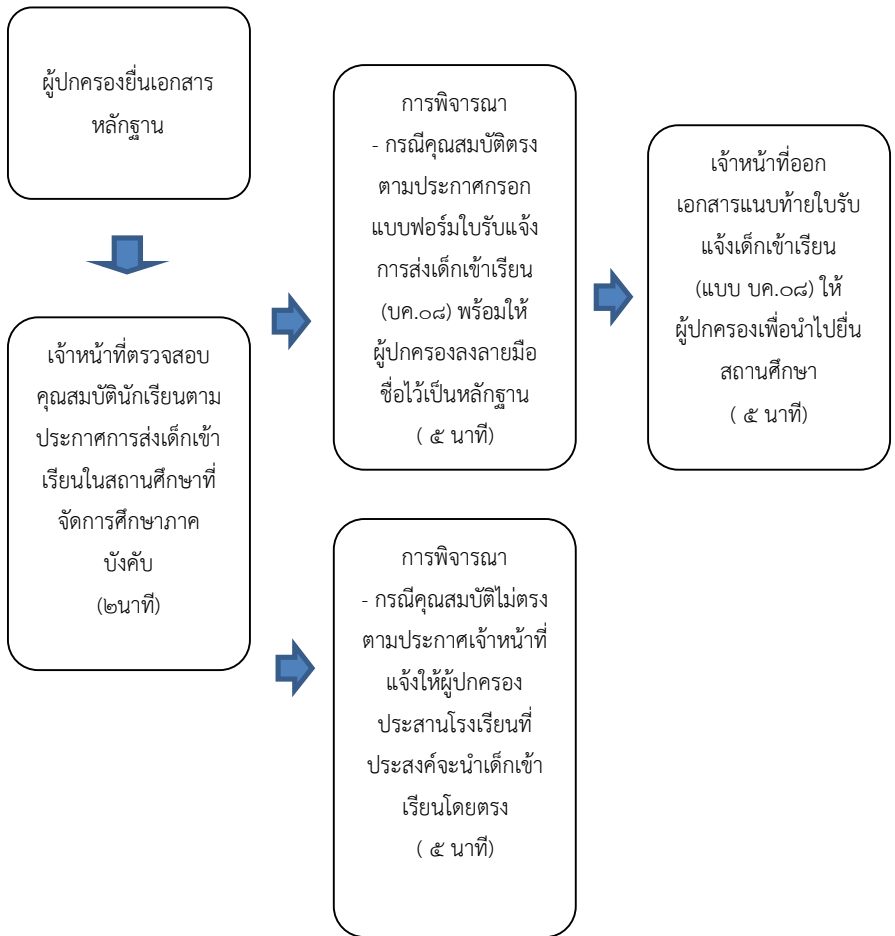 ผู้ปกครองยื่นเอกสาร
หลักฐาน
เจ้าหน้าที่ตรวจสอบ
คุณสมบัตินักเรียนตาม
ประกาศการส่งเด็กเข้า
เรียนในสถานศึกษาที่
จัดการศึกษาภาค
บังคับ
(๒นาที)
การพิจารณา
- กรณีคุณสมบัติตรง
ตามประกาศกรอก
แบบฟอร์มใบรับแจ้ง
การส่งเด็กเข้าเรียน
(บค.๐๘) พร้อมให้
ผู้ปกครองลงลายมือ
ชื่อไว้เป็นหลักฐาน
( ๕ นาที)
เจ้าหน้าที่ออก
เอกสารแนบท้ายใบรับ
แจ้งเด็กเข้าเรียน
(แบบ บค.๐๘) ให้
ผู้ปกครองเพื่อนำไปยื่น
สถานศึกษา
( ๕ นาที)
การพิจารณา
- กรณีคุณสมบัติไม่ตรง
ตามประกาศเจ้าหน้าที่
แจ้งให้ผู้ปกครอง
ประสานโรงเรียนที่
ประสงค์จะนำเด็กเข้า
เรียนโดยตรง
( ๕ นาที)